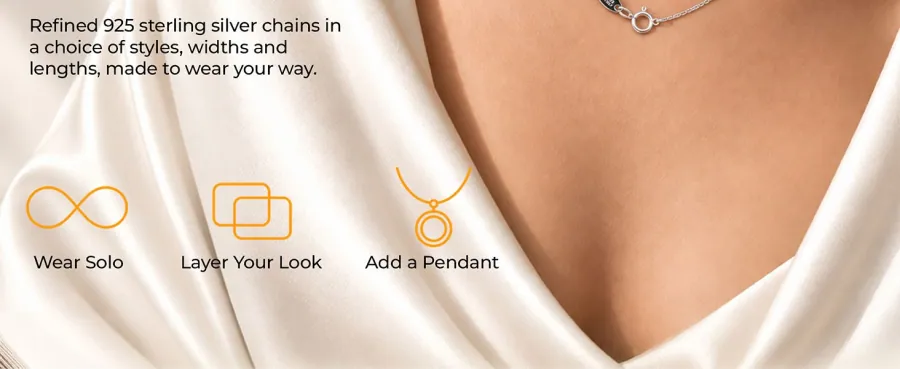 Refined 925 sterling silver chains in
a choice of styles, widths and
lengths, made to wear your way.
Wear Solo
Layer Your Look
Add a Pendant